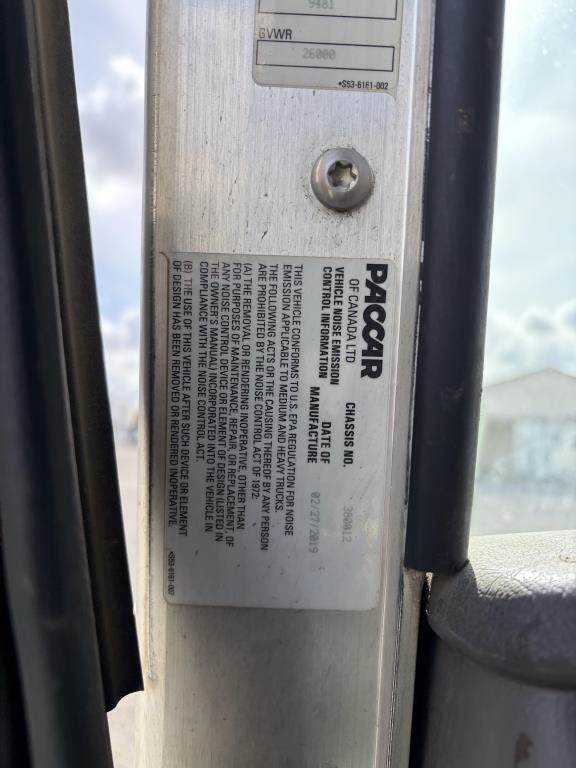 9481
GVWR
26000
•S53-6161-002
PACCAR
OF CANADA LTD
VEHICLE NOISE EMISSION
CONTROL INFORMATION
CHASSIS NO. 380012
DATE OF
MANUFACTURE 02/27/2019
THIS VEHICLE CONFORMS TO U.S. EPA REGULATION FOR NOISE
EMISSION APPLICABLE TO MEDIUM AND HEAVY TRUCKS.
THE FOLLOWING ACTS OR THE CAUSING THEREOF BY ANY PERSON
ARE PROHIBITED BY THE NOISE CONTROL ACT OF 1972:
(A) THE REMOVAL OR RENDERING INOPERATIVE, OTHER THAN
FOR PURPOSES OF MAINTENANCE, REPAIR, OR REPLACEMENT, OF
ANY NOISE CONTROL DEVICE OR ELEMENT OF DESIGN (LISTED IN
THE OWNER'S MANUAL) INCORPORATED INTO THE VEHICLE IN
COMPLIANCE WITH THE NOISE CONTROL ACT.
(B) THE USE OF THIS VEHICLE AFTER SUCH DEVICE OR ELEMENT
OF DESIGN HAS BEEN REMOVED OR RENDERED INOPERATIVE.
•S53-6161-007